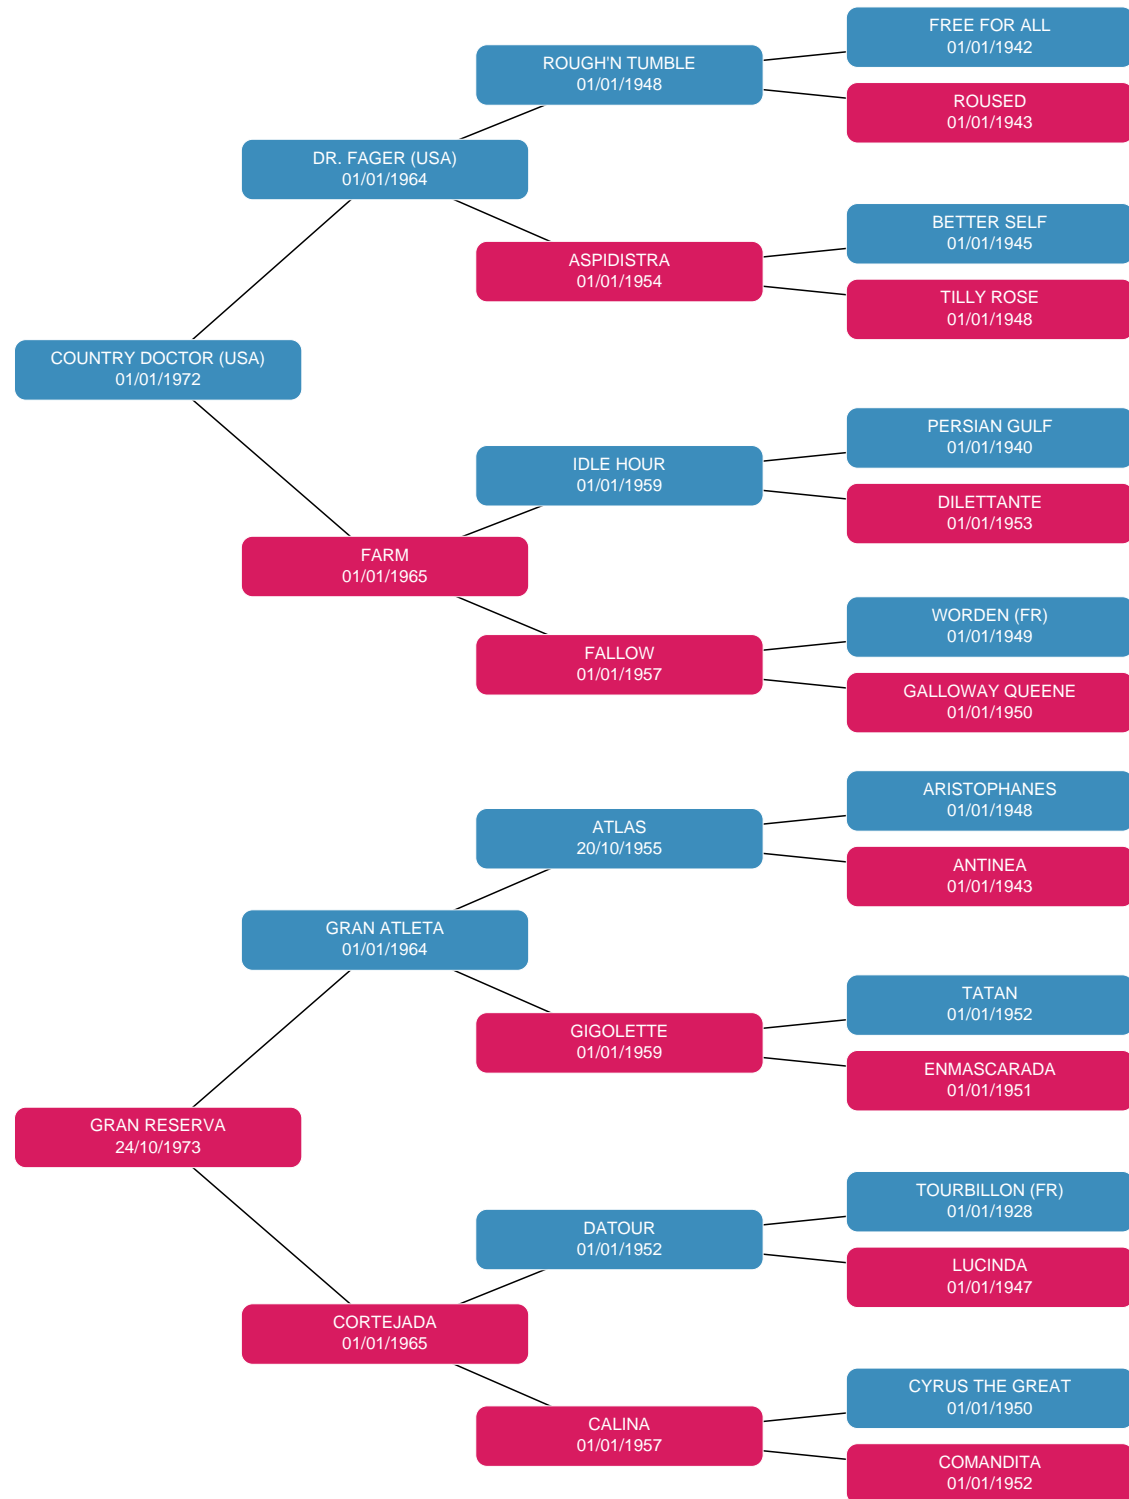 FREE FOR ALL
01/01/1942
ROUGH'N TUMBLE
01/01/1948
ROUSED
01/01/1943
DR. FAGER (USA)
01/01/1964
BETTER SELF
01/01/1945
ASPIDISTRA
01/01/1954
TILLY ROSE
01/01/1948
COUNTRY DOCTOR (USA)
01/01/1972
PERSIAN GULF
01/01/1940
IDLE HOUR
01/01/1959
DILETTANTE
01/01/1953
FARM
01/01/1965
WORDEN (FR)
01/01/1949
FALLOW
01/01/1957
GALLOWAY QUEENE
01/01/1950
ARISTOPHANES
01/01/1948
ATLAS
20/10/1955
ANTINEA
01/01/1943
GRAN ATLETA
01/01/1964
TATAN
01/01/1952
GIGOLETTE
01/01/1959
ENMASCARADA
01/01/1951
GRAN RESERVA
24/10/1973
TOURBILLON (FR)
01/01/1928
DATOUR
01/01/1952
LUCINDA
01/01/1947
CORTEJADA
01/01/1965
CYRUS THE GREAT
01/01/1950
CALINA
01/01/1957
COMANDITA
01/01/1952